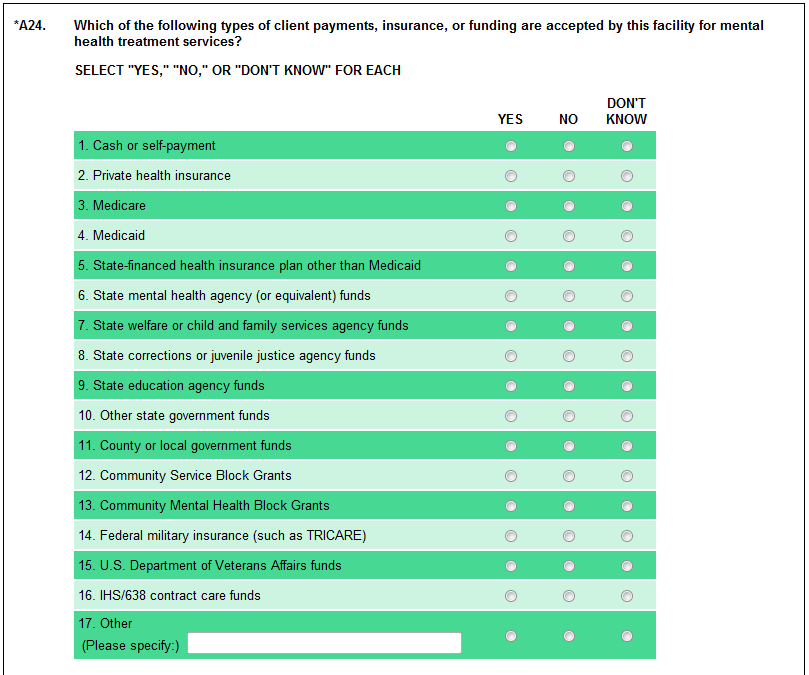 *A24. Which of the following types of client payments, insurance, or funding are accepted by this facility for mental
health treatment services?
SELECT "YES," "NO," OR "DON'T KNOW" FOR EACH
YES NO DON'T KNOW
1. Cash or self-payment
2. Private health insurance
3. Medicare
4. Medicaid
5. State-financed health insurance plan other than Medicaid
6. State mental health agency (or equivalent) funds
7. State welfare or child and family services agency funds
8. State corrections or juvenile justice agency funds
9. State education agency funds
10. Other state government funds
11. County or local government funds
12. Community Service Block Grants
13. Community Mental Health Block Grants
14. Federal military insurance (such as TRICARE)
15. U.S. Department of Veterans Affairs funds
16. IHS/638 contract care funds
17. Other
(Please specify:)